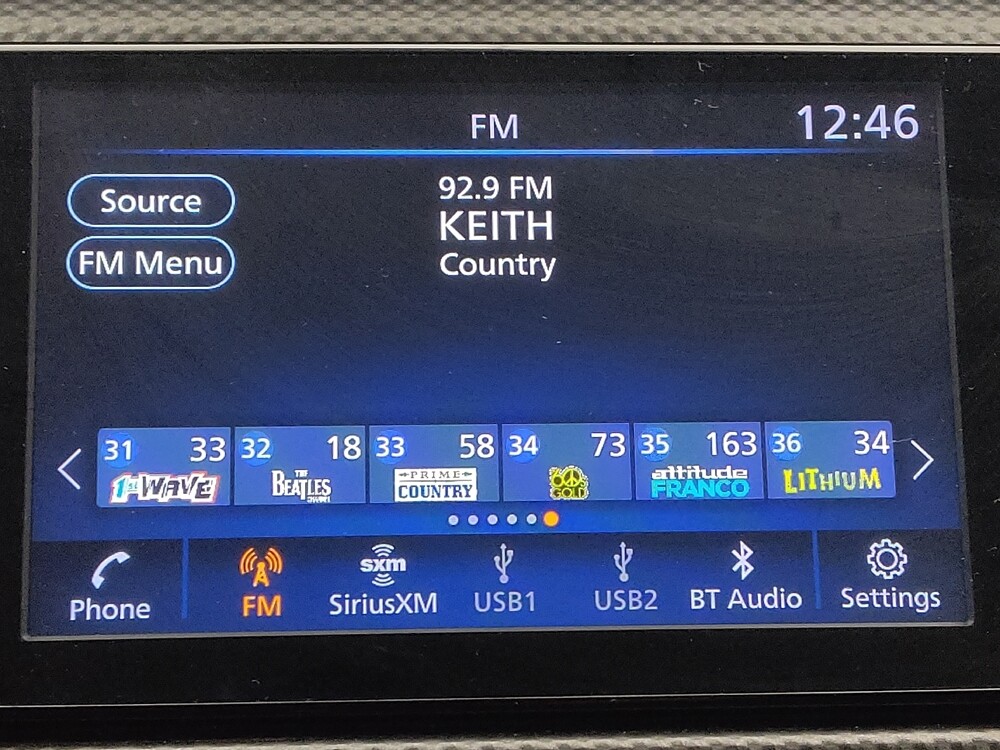 FM
12:46
Source
FM Menu
92.9 FM
KEITH
Country
31 33
1st WAVE
32 18
THE
BEATLES
33 58
PRIME
COUNTRY
34 73
60s
GOLD
35 163
attitude
FRANCO
36 34
LITHIUM
Phone
FM
sxm
SiriusXM
USB1
USB2
BT Audio
Settings